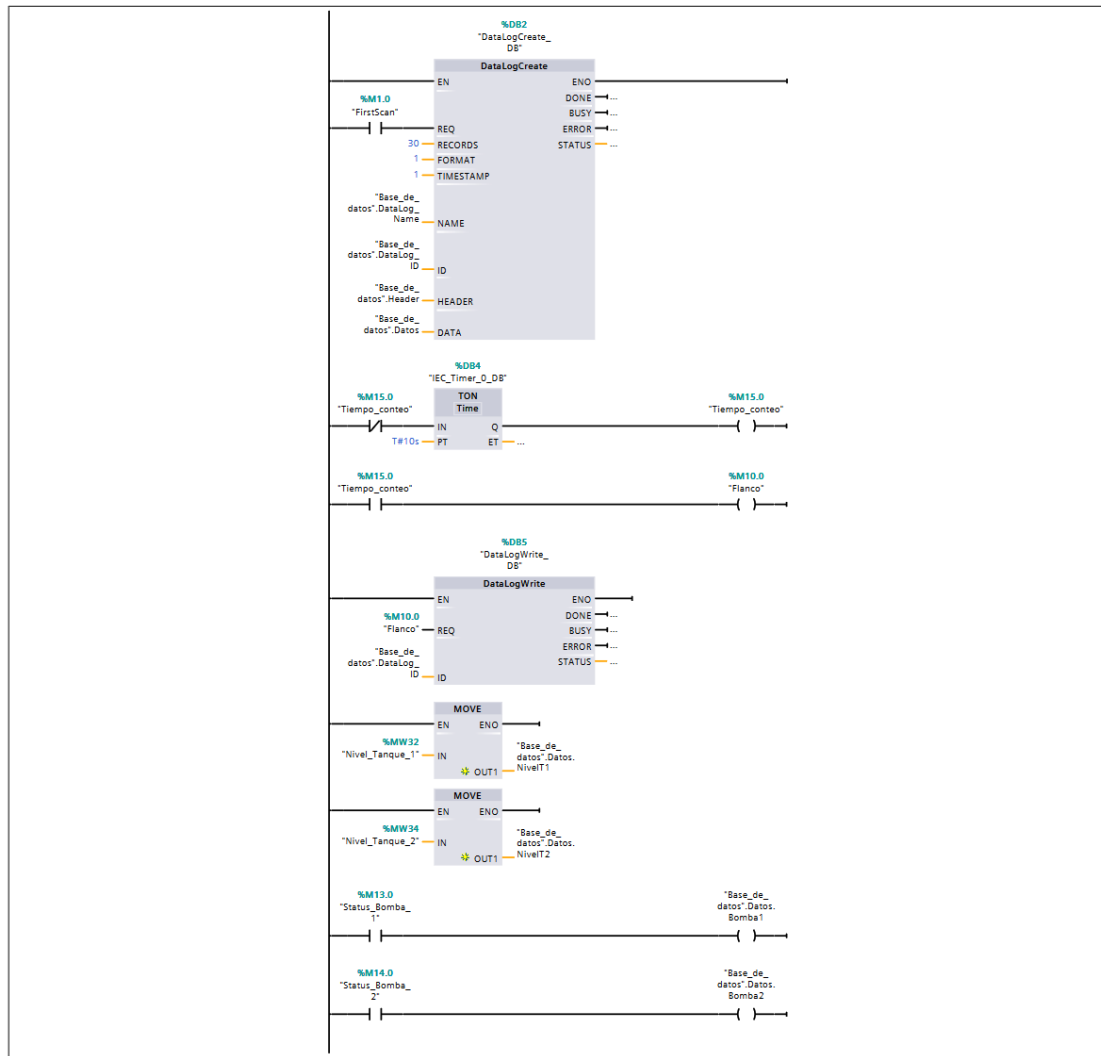 %DB2
"DataLogCreate_
DB"
DataLogCreate
EN ENO
DONE ...
%M1.0 BUSY ...
"FirstScan"
REQ ERROR ...
30 RECORDS STATUS ...
1 FORMAT
1 TIMESTAMP
"Base_de_
datos".DataLog_
Name NAME
"Base_de_
datos".DataLog_
ID ID
"Base_de_
datos".Header HEADER
"Base_de_
datos".Datos DATA
%DB4
"IEC_Timer_0_DB"
%M15.0 TON %M15.0
"Tiempo_conteo" Time "Tiempo_conteo"
IN Q
T#10s PT ET ...
%M15.0 %M10.0
"Tiempo_conteo" "Flanco"
%DB5
"DataLogWrite_
DB"
DataLogWrite
EN ENO
%M10.0 DONE ...
"Flanco" REQ BUSY ...
"Base_de_ ERROR ...
datos".DataLog_ STATUS ...
ID ID
MOVE
EN ENO
%MW32 "Base_de_
"Nivel_Tanque_1" IN datos".Datos.
OUT1 NivelT1
MOVE
EN ENO
%MW34 "Base_de_
"Nivel_Tanque_2" IN datos".Datos.
OUT1 NivelT2
%M13.0 "Base_de_
"Status_Bomba_ datos".Datos.
1" Bomba1
%M14.0 "Base_de_
"Status_Bomba_ datos".Datos.
2" Bomba2